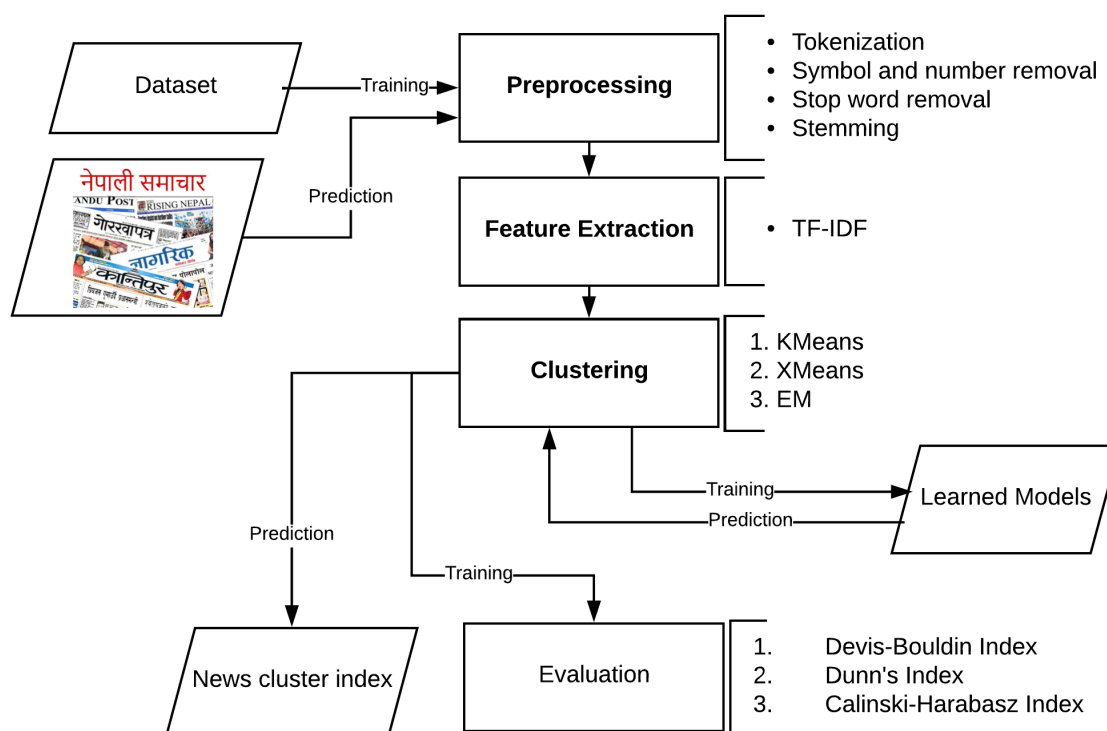 Dataset
Training
Preprocessing
• Tokenization
• Symbol and number removal
• Stop word removal
• Stemming
नेपाली समाचार
ANDU POST
RISING NEPAL
गोरखापत्र
नागरिक
कान्तिपुर
Prediction
Feature Extraction
• TF-IDF
Clustering
1. KMeans
2. XMeans
3. EM
Training
Prediction
Learned Models
Prediction
Training
News cluster index
Evaluation
1. Devis-Bouldin Index
2. Dunn's Index
3. Calinski-Harabasz Index